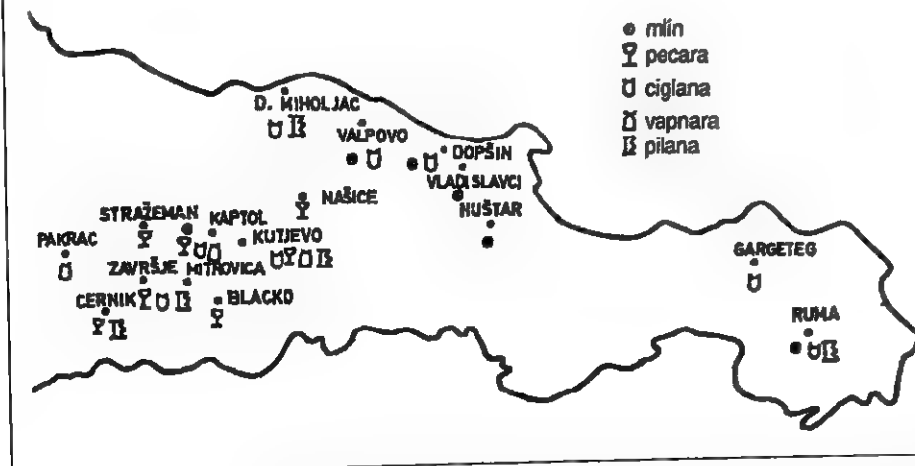 mlín
pecara
ciglana
vapnara
pilana
D. MIHOLJAC
VALPOVO
DOPŠIN
VLADISLAVCI
HUŠTAR
NAŠICE
STRAŽEMAN
KAPTOL
KUTJEVO
PAKRAC
ZAVRŠJE
MITROVICA
CERNIK
BLACKO
GARGETEG
RUMA